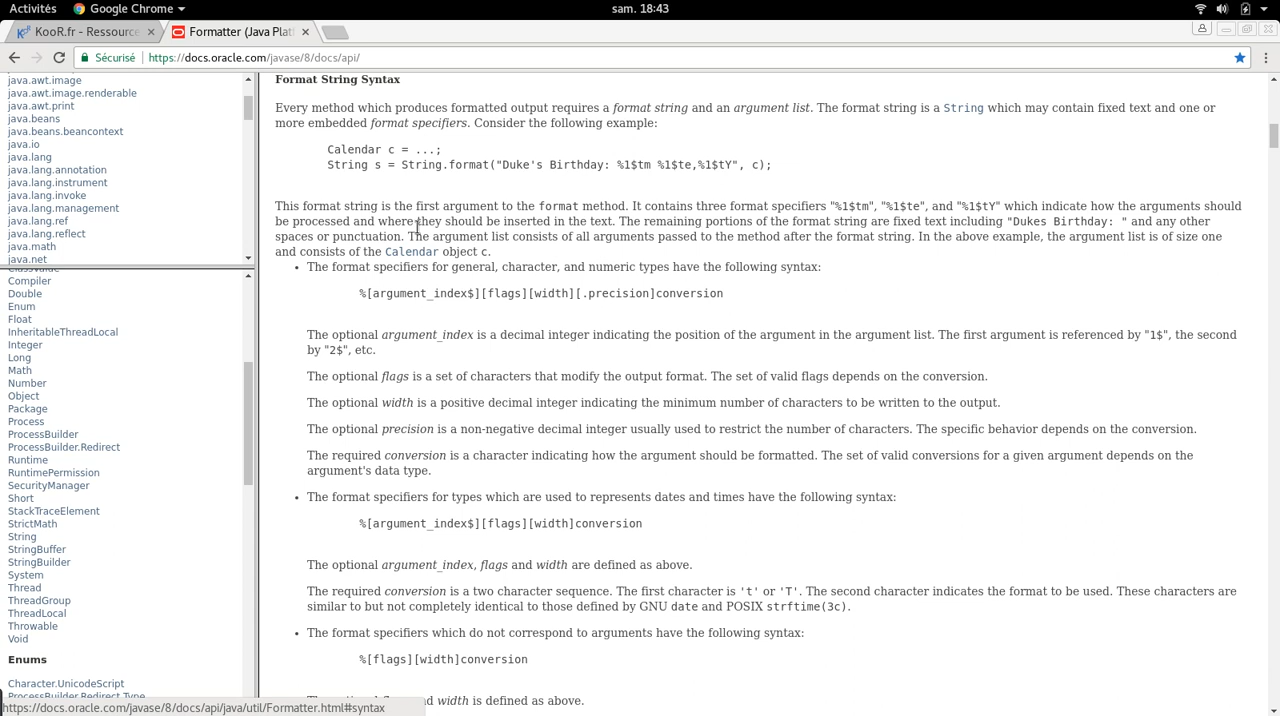 Activités Google Chrome sam. 18:43
KooR.fr - Ressource Formatter (Java Plat
Sécurisé https://docs.oracle.com/javase/8/docs/api/
java.awt.image
java.awt.image.renderable
java.awt.print
java.beans
java.beans.beancontext
java.io
java.lang
java.lang.annotation
java.lang.instrument
java.lang.invoke
java.lang.management
java.lang.ref
java.lang.reflect
java.math
java.net
ClassValue
Compiler
Double
Enum
Float
InheritableThreadLocal
Integer
Long
Math
Number
Object
Package
Process
ProcessBuilder
ProcessBuilder.Redirect
Runtime
RuntimePermission
SecurityManager
Short
StackTraceElement
StrictMath
String
StringBuffer
StringBuilder
System
Thread
ThreadGroup
ThreadLocal
Throwable
Void
Enums
Character.UnicodeScript
ProcessBuilder.Redirect.Type
https://docs.oracle.com/javase/8/docs/api/java/util/Formatter.html#syntax
Format String Syntax
Every method which produces formatted output requires a format string and an argument list. The format string is a String which may contain fixed text and one or
more embedded format specifiers. Consider the following example:
Calendar c = ...;
String s = String.format("Duke's Birthday: %1$tm %1$te,%1$tY", c);
This format string is the first argument to the format method. It contains three format specifiers "%1$tm", "%1$te", and "%1$tY" which indicate how the arguments should
be processed and where they should be inserted in the text. The remaining portions of the format string are fixed text including "Dukes Birthday: " and any other
spaces or punctuation. The argument list consists of all arguments passed to the method after the format string. In the above example, the argument list is of size one
and consists of the Calendar object c.
• The format specifiers for general, character, and numeric types have the following syntax:
%[argument_index$][flags][width][.precision]conversion
The optional argument_index is a decimal integer indicating the position of the argument in the argument list. The first argument is referenced by "1$", the second
by "2$", etc.
The optional flags is a set of characters that modify the output format. The set of valid flags depends on the conversion.
The optional width is a positive decimal integer indicating the minimum number of characters to be written to the output.
The optional precision is a non-negative decimal integer usually used to restrict the number of characters. The specific behavior depends on the conversion.
The required conversion is a character indicating how the argument should be formatted. The set of valid conversions for a given argument depends on the
argument's data type.
• The format specifiers for types which are used to represents dates and times have the following syntax:
%[argument_index$][flags][width]conversion
The optional argument_index, flags and width are defined as above.
The required conversion is a two character sequence. The first character is 't' or 'T'. The second character indicates the format to be used. These characters are
similar to but not completely identical to those defined by GNU date and POSIX strftime(3c).
• The format specifiers which do not correspond to arguments have the following syntax:
%[flags][width]conversion
width is defined as above.